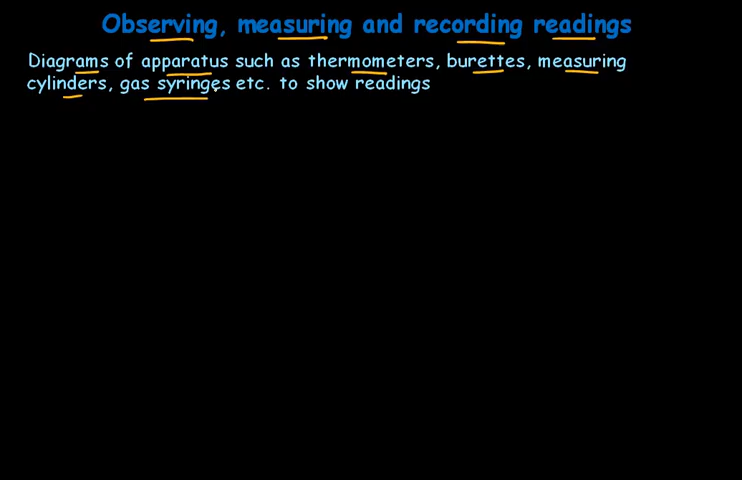 Observing, measuring and recording readings
Diagrams of apparatus such as thermometers, burettes, measuring
cylinders, gas syringes etc. to show readings